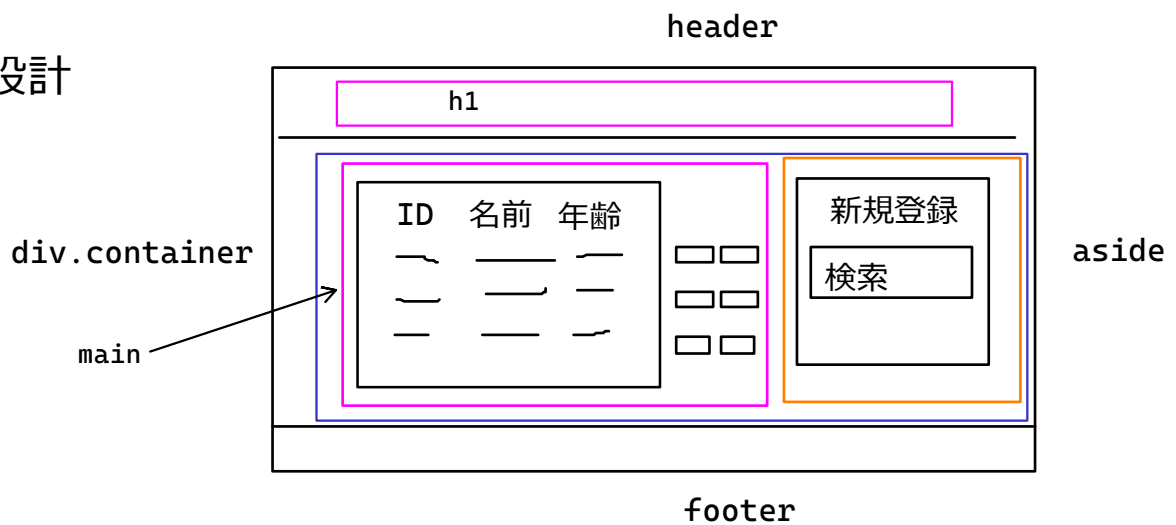 header
設計
h1
ID 名前 年齢
新規登録
div.container
aside
検索
main
footer